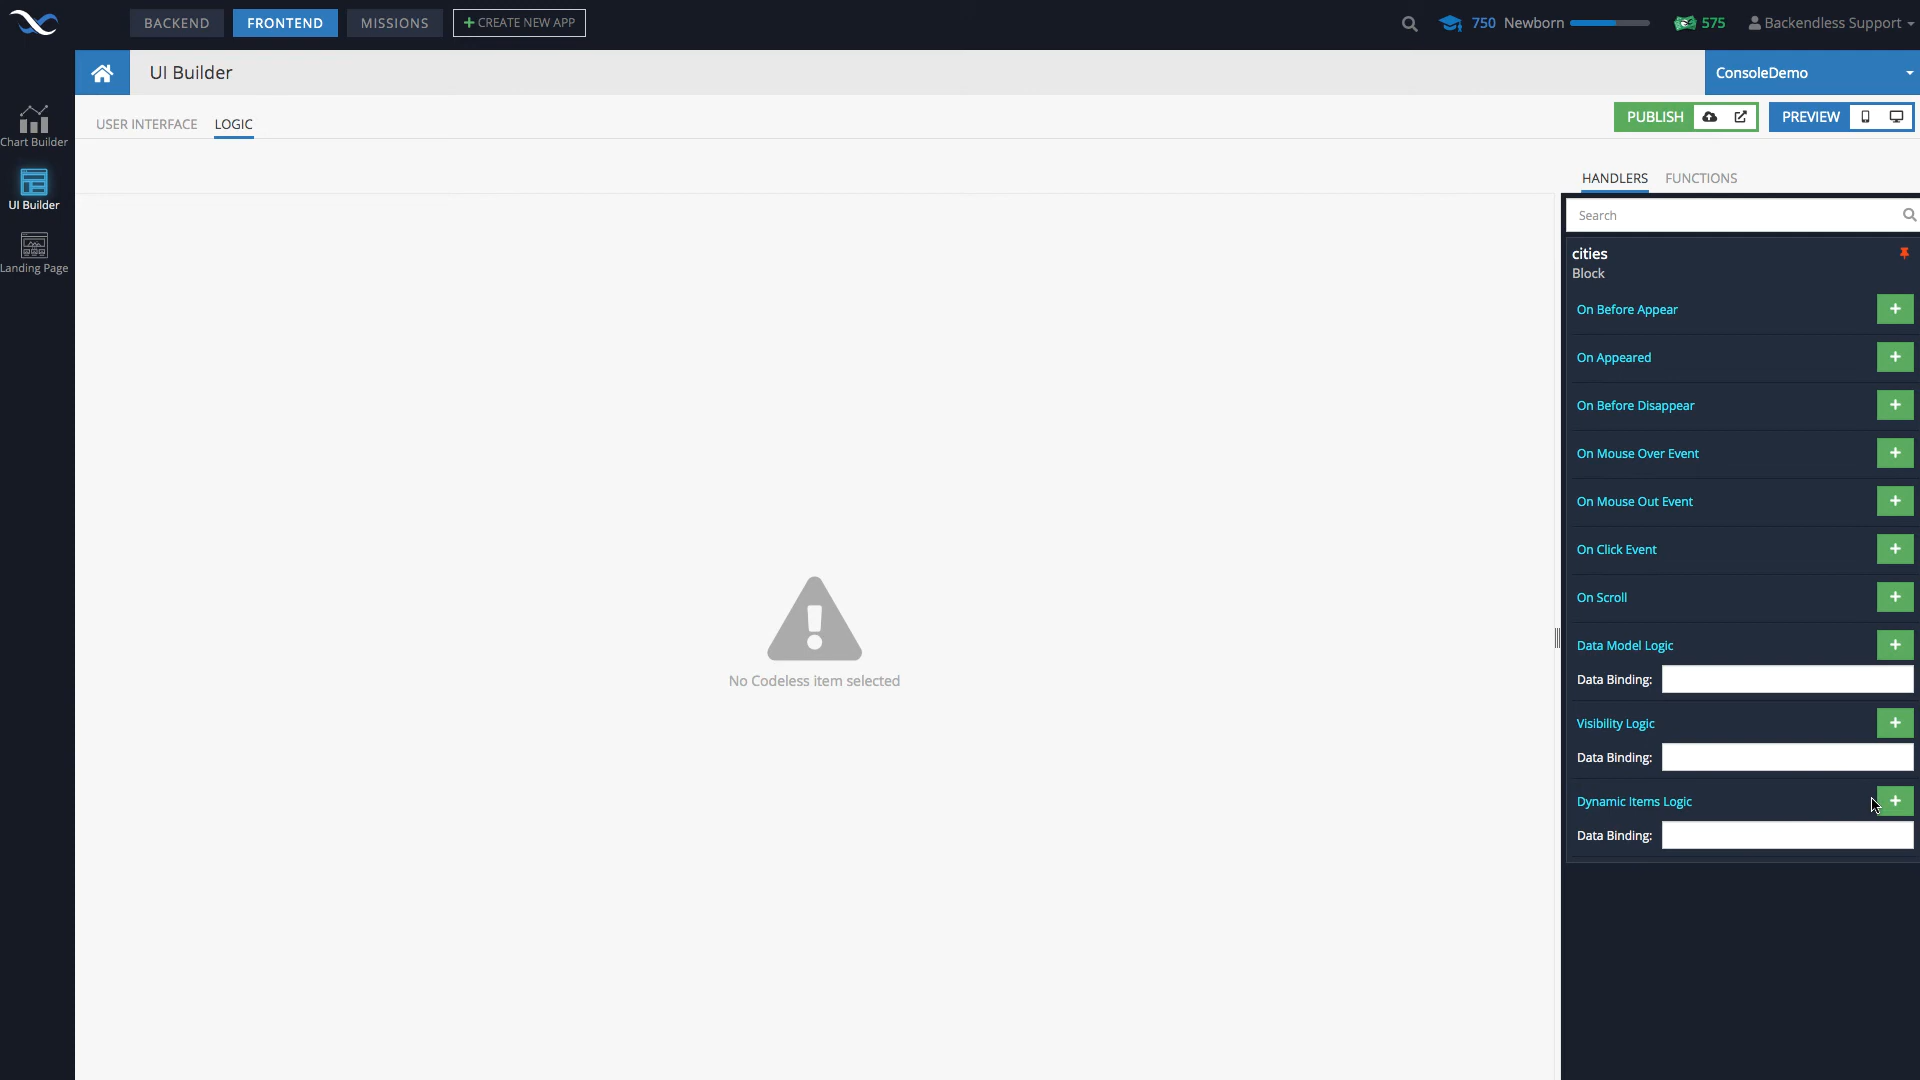 BACKEND FRONTEND MISSIONS + CREATE NEW APP 750 Newborn 575 Backendless Support
UI Builder ConsoleDemo
USER INTERFACE LOGIC PUBLISH PREVIEW
Chart Builder
UI Builder
Landing Page
HANDLERS FUNCTIONS
Search
cities
Block
On Before Appear
On Appeared
On Before Disappear
On Mouse Over Event
On Mouse Out Event
On Click Event
On Scroll
Data Model Logic
Data Binding:
Visibility Logic
Data Binding:
Dynamic Items Logic
Data Binding:
No Codeless item selected